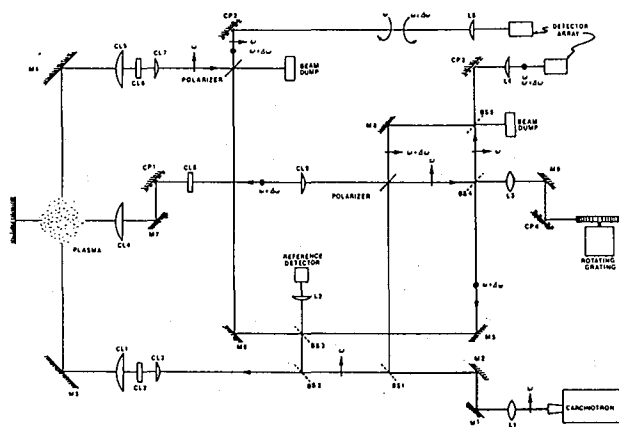 CP2
ω
ω+Δω
L5
DETECTOR
ARRAY
M4
CL5
CL7
ω
CL6
POLARIZER
ω
ω+Δω
BEAM
DUMP
CP3
L4
ω
ω+Δω
M8
BS5
BEAM
DUMP
CP1
CL8
CL9
ω+Δω
ω+Δω
ω
ω
M9
PLASMA
CL4
M7
POLARIZER
BS4
L3
CP4
ROTATING
GRATING
REFERENCE
DETECTOR
L2
ω+Δω
M6
BS3
M5
M3
CL1
CL2
CL3
BS2
ω
BS1
M2
M1
L1
ω
CARCINOTRON